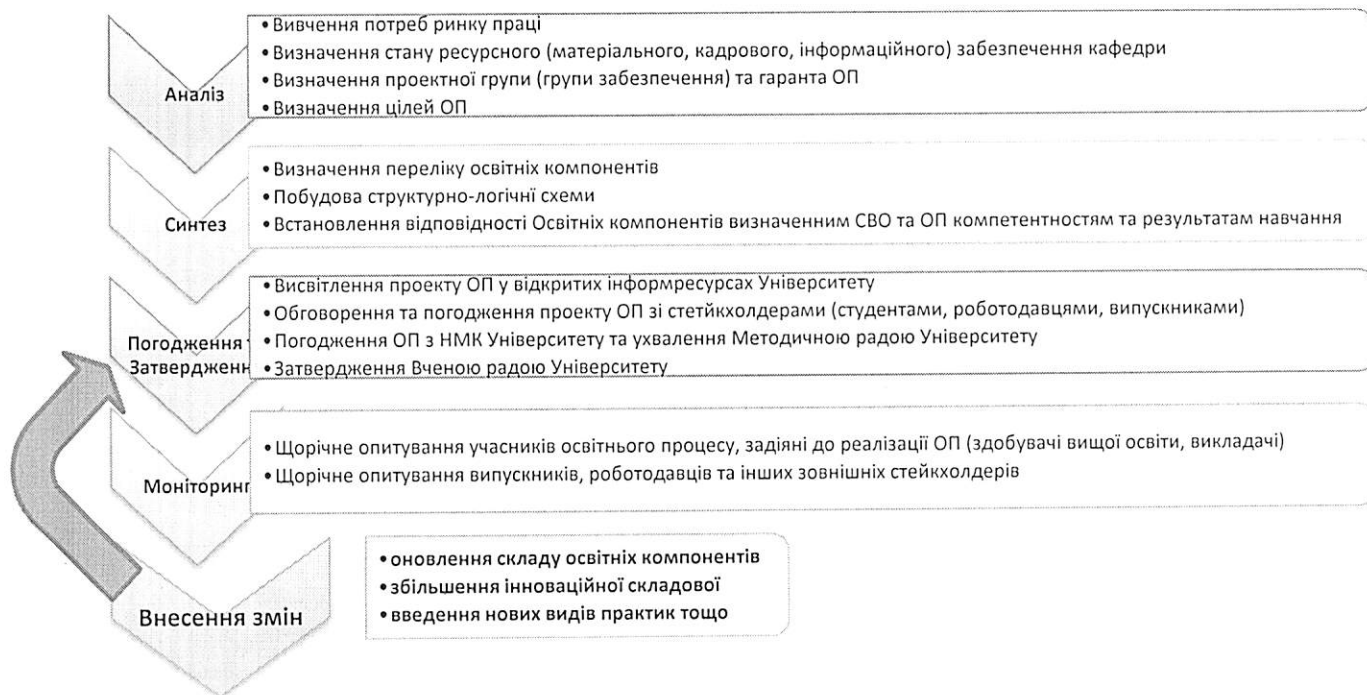 • Вивчення потреб ринку праці
• Визначення стану ресурсного (матеріального, кадрового, інформаційного) забезпечення кафедри
Аналіз
• Визначення проектної групи (групи забезпечення) та гаранта ОП
• Визначення цілей ОП
• Визначення переліку освітніх компонентів
• Побудова структурно-логічні схеми
Синтез
• Встановлення відповідності Освітніх компонентів визначенним СВО та ОП компетентностям та результатам навчання
• Висвітлення проекту ОП у відкритих інформресурсах Університету
• Обговорення та погодження проекту ОП зі стетйкхолдерами (студентами, роботодавцями, випускниками)
Погодження
Затвердженн
• Погодження ОП з НМК Університету та ухвалення Методичною радою Університету
• Затвердження Вченою радою Університету
• Щорічне опитування учасників освітнього процесу, задіяні до реалізації ОП (здобувачі вищої освіти, викладачі)
Моніторинг
• Щорічне опитування випускників, роботодавців та інших зовнішніх стейкхолдерів
• оновлення складу освітніх компонентів
• збільшення інноваційної складової
Внесення змін
• введення нових видів практик тощо